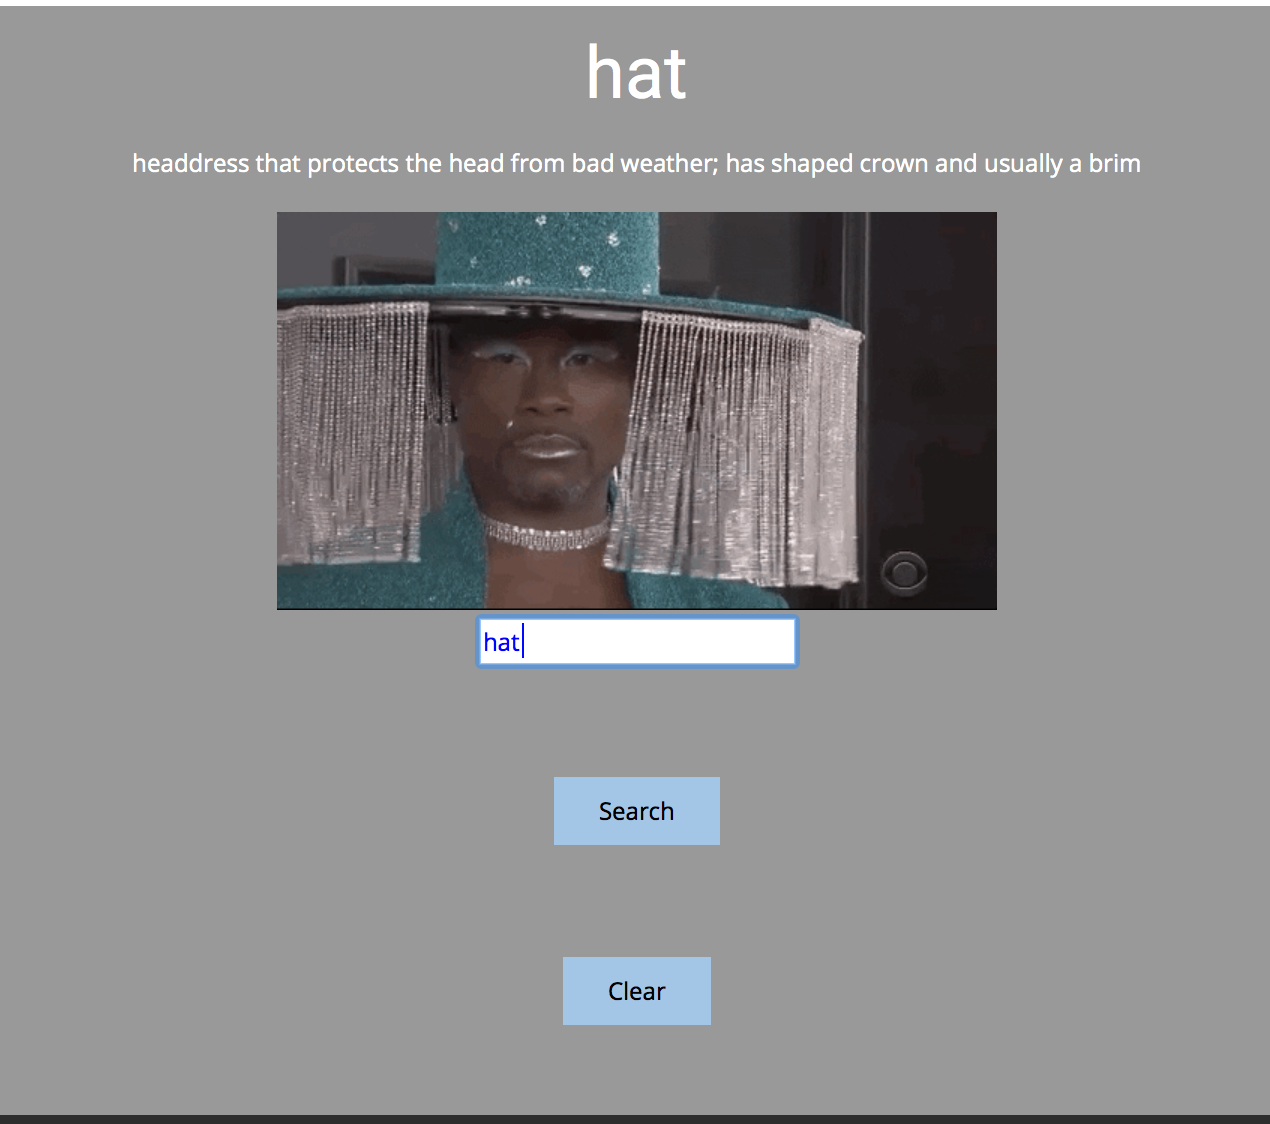 hat
headdress that protects the head from bad weather; has shaped crown and usually a brim
hat
Search
Clear